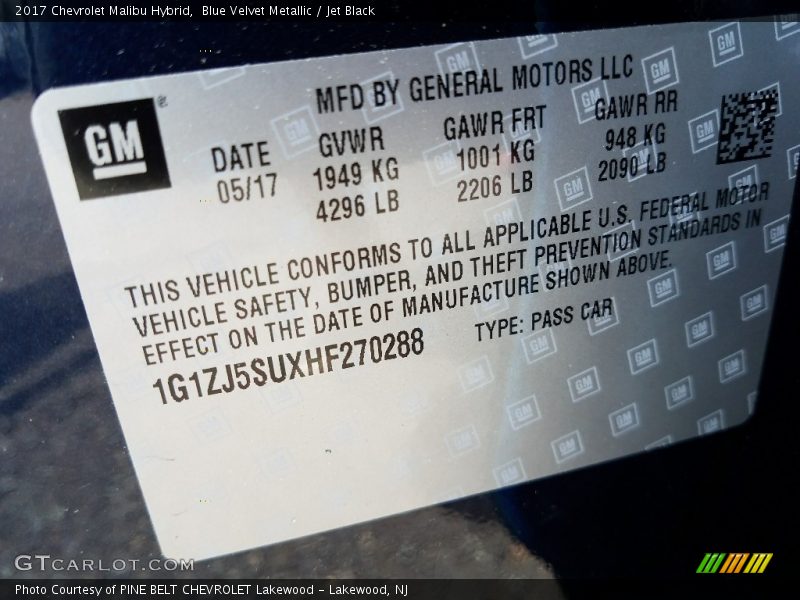 2017 Chevrolet Malibu Hybrid,  Blue Velvet Metallic / Jet Black
GM
®
MFD BY GENERAL MOTORS LLC
DATE GVWR GAWR FRT GAWR RR
05/17 1949 KG 1001 KG 948 KG
4296 LB 2206 LB 2090 LB
THIS VEHICLE CONFORMS TO ALL APPLICABLE U.S. FEDERAL MOTOR
VEHICLE SAFETY, BUMPER, AND THEFT PREVENTION STANDARDS IN
EFFECT ON THE DATE OF MANUFACTURE SHOWN ABOVE.
1G1ZJ5SUXHF270288 TYPE: PASS CAR
GTCARLOT.COM
Photo Courtesy of PINE BELT CHEVROLET Lakewood - Lakewood, NJ